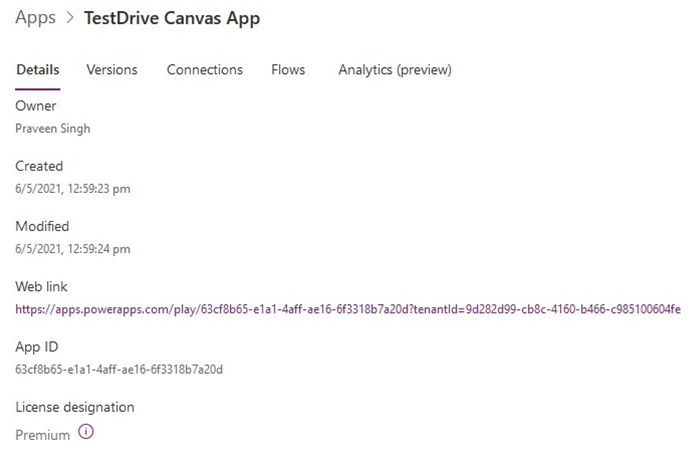 Apps > TestDrive Canvas App
Details Versions Connections Flows Analytics (preview)
Owner
Praveen Singh
Created
6/5/2021, 12:59:23 pm
Modified
6/5/2021, 12:59:24 pm
Web link
https://apps.powerapps.com/play/63cf8b65-e1a1-4aff-ae16-6f3318b7a20d?tenantId=9d282d99-cb8c-4160-b466-c985100604fe
App ID
63cf8b65-e1a1-4aff-ae16-6f3318b7a20d
License designation
Premium